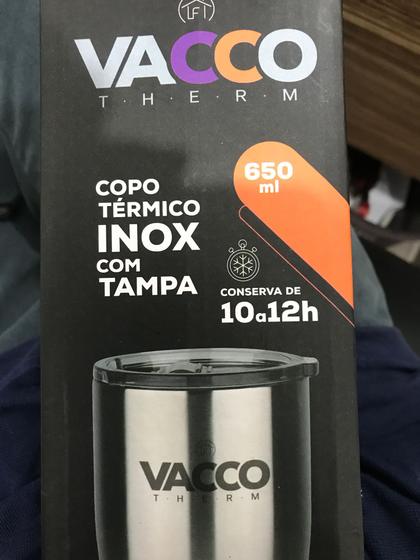 VACCO
T·H·E·R·M
650
ml
COPO
TÉRMICO
INOX
COM
TAMPA
CONSERVA DE
10a12h
VACCO
T·H·E·R·M